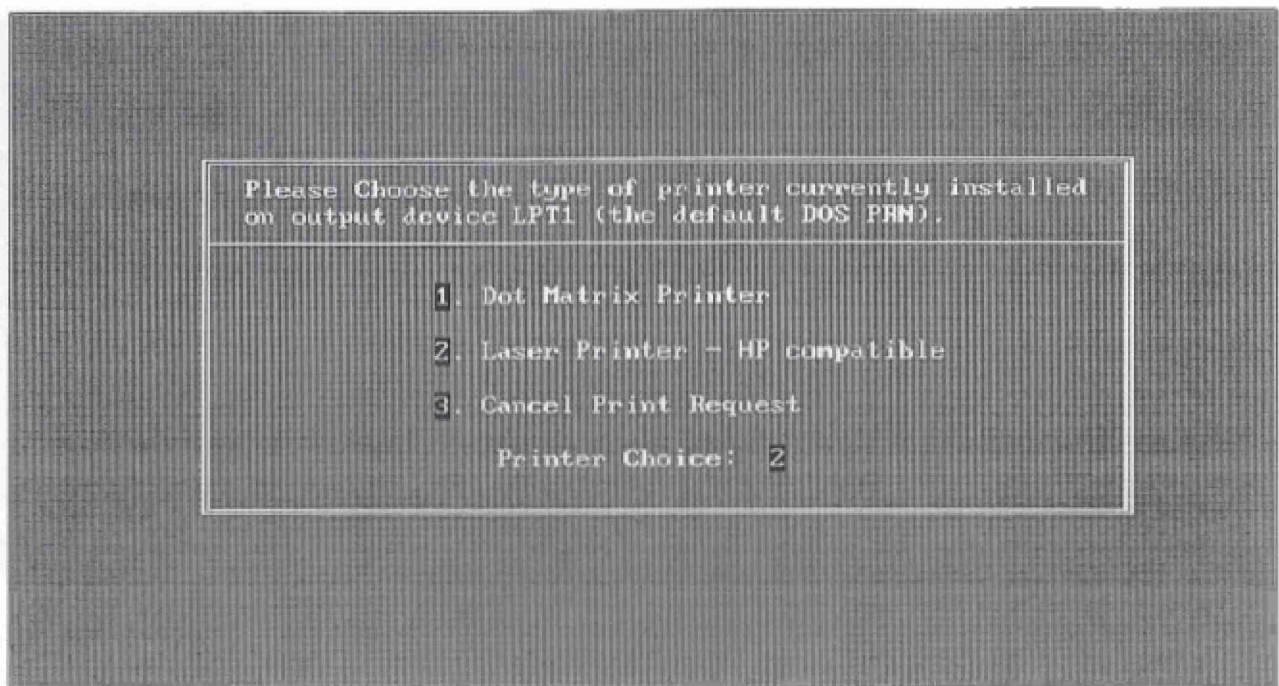 Please Choose the type of printer currently installed
on output device LPT1 (the default DOS PRN).
1. Dot Matrix Printer
2. Laser Printer - HP compatible
3. Cancel Print Request
Printer Choice: 2